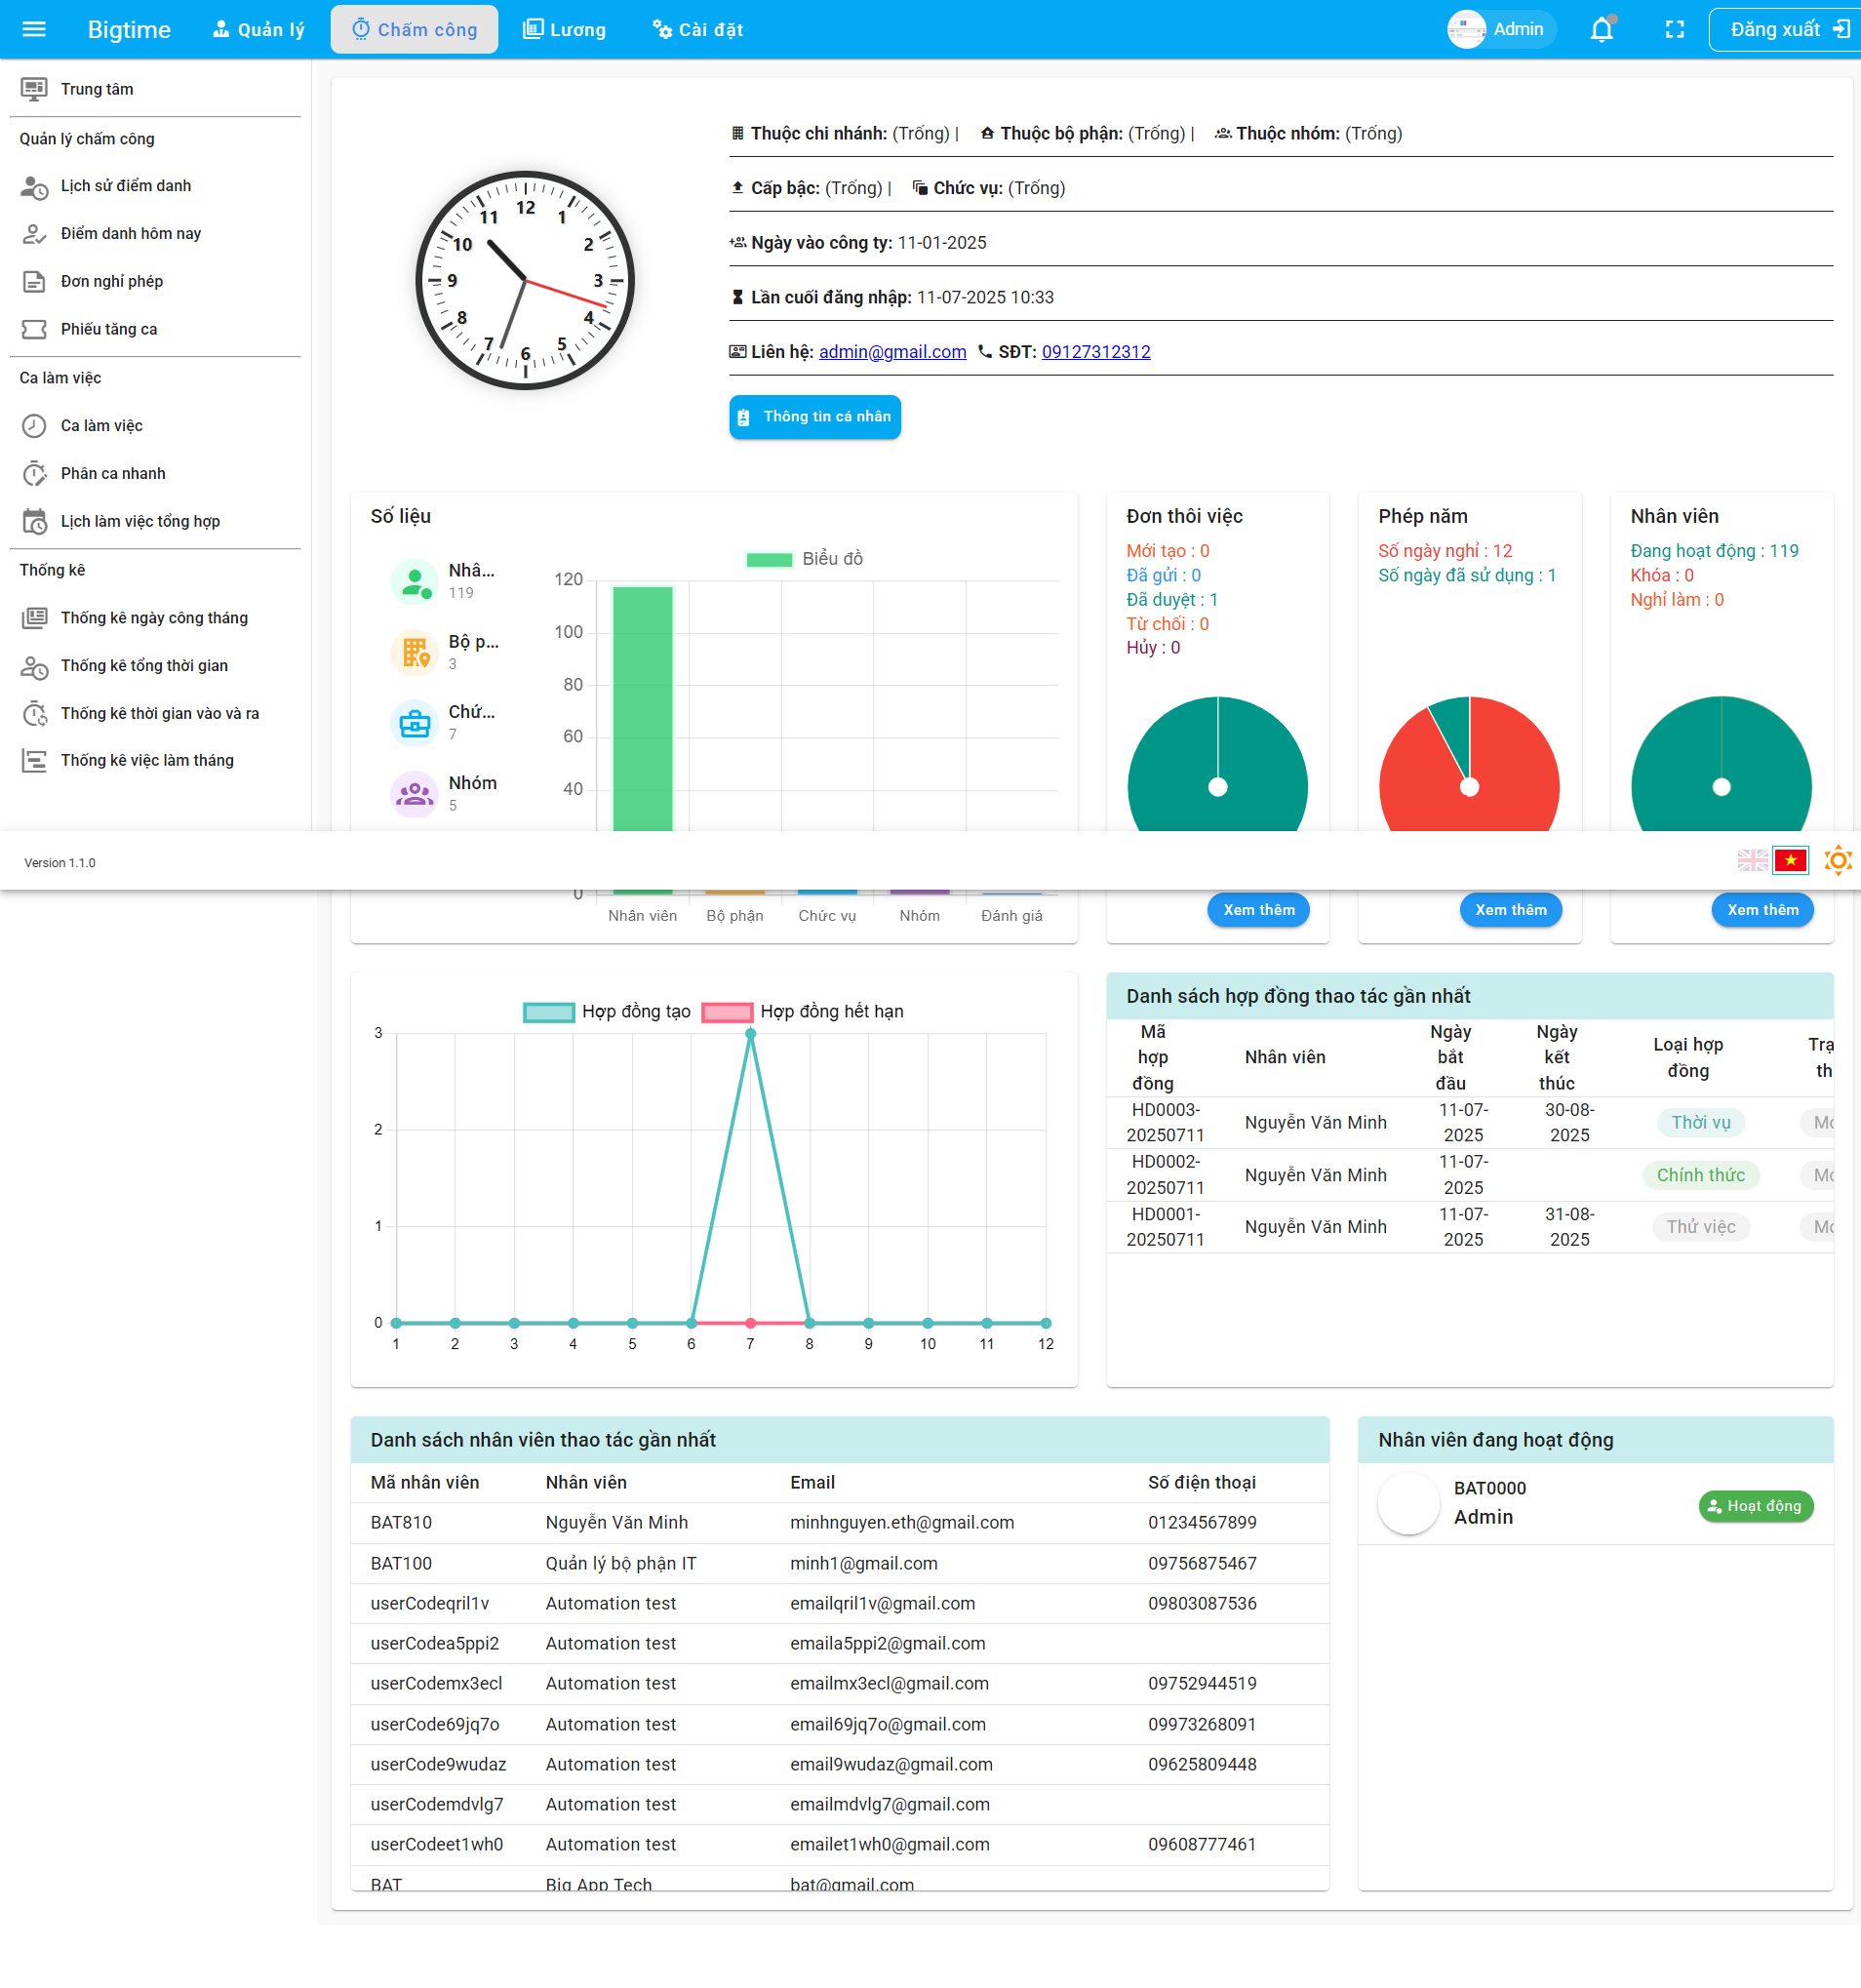 Bigtime
Quản lý
Chấm công
Lương
Cài đặt
Admin
Đăng xuất
Trung tâm
Quản lý chấm công
Lịch sử điểm danh
Điểm danh hôm nay
Đơn nghỉ phép
Phiếu tăng ca
Ca làm việc
Ca làm việc
Phân ca nhanh
Lịch làm việc tổng hợp
Thống kê
Thống kê ngày công tháng
Thống kê tổng thời gian
Thống kê thời gian vào và ra
Thống kê việc làm tháng
12
1
2
3
4
5
6
7
8
9
10
11
Thuộc chi nhánh: (Trống) | Thuộc bộ phận: (Trống) | Thuộc nhóm: (Trống)
Cấp bậc: (Trống) | Chức vụ: (Trống)
Ngày vào công ty: 11-01-2025
Lần cuối đăng nhập: 11-07-2025 10:33
Liên hệ: admin@gmail.com SĐT: 09127312312
Thông tin cá nhân
Số liệu
Nhâ...
119
Bộ p...
3
Chứ...
7
Nhóm
5
Biểu đồ
120
100
80
60
40
0
Nhân viên Bộ phận Chức vụ Nhóm Đánh giá
Đơn thôi việc
Mới tạo : 0
Đã gửi : 0
Đã duyệt : 1
Từ chối : 0
Hủy : 0
Xem thêm
Phép năm
Số ngày nghỉ : 12
Số ngày đã sử dụng : 1
Xem thêm
Nhân viên
Đang hoạt động : 119
Khóa : 0
Nghỉ làm : 0
Xem thêm
Version 1.1.0
Hợp đồng tạo Hợp đồng hết hạn
3
2
1
0
1 2 3 4 5 6 7 8 9 10 11 12
Danh sách hợp đồng thao tác gần nhất
Mã hợp đồng Nhân viên Ngày bắt đầu Ngày kết thúc Loại hợp đồng Trạ th
HD0003-20250711 Nguyễn Văn Minh 11-07-2025 30-08-2025 Thời vụ Mo
HD0002-20250711 Nguyễn Văn Minh 11-07-2025 Chính thức Mo
HD0001-20250711 Nguyễn Văn Minh 11-07-2025 31-08-2025 Thử việc Mo
Danh sách nhân viên thao tác gần nhất
Mã nhân viên Nhân viên Email Số điện thoại
BAT810 Nguyễn Văn Minh minhnguyen.eth@gmail.com 01234567899
BAT100 Quản lý bộ phận IT minh1@gmail.com 09756875467
userCodeqril1v Automation test emailqril1v@gmail.com 09803087536
userCodea5ppi2 Automation test emaila5ppi2@gmail.com
userCodemx3ecl Automation test emailmx3ecl@gmail.com 09752944519
userCode69jq7o Automation test email69jq7o@gmail.com 09973268091
userCode9wudaz Automation test email9wudaz@gmail.com 09625809448
userCodemdvlg7 Automation test emailmdvlg7@gmail.com
userCodeet1wh0 Automation test emailet1wh0@gmail.com 09608777461
BAT Big App Tech bat@gmail.com
Nhân viên đang hoạt động
BAT0000
Admin
Hoạt động